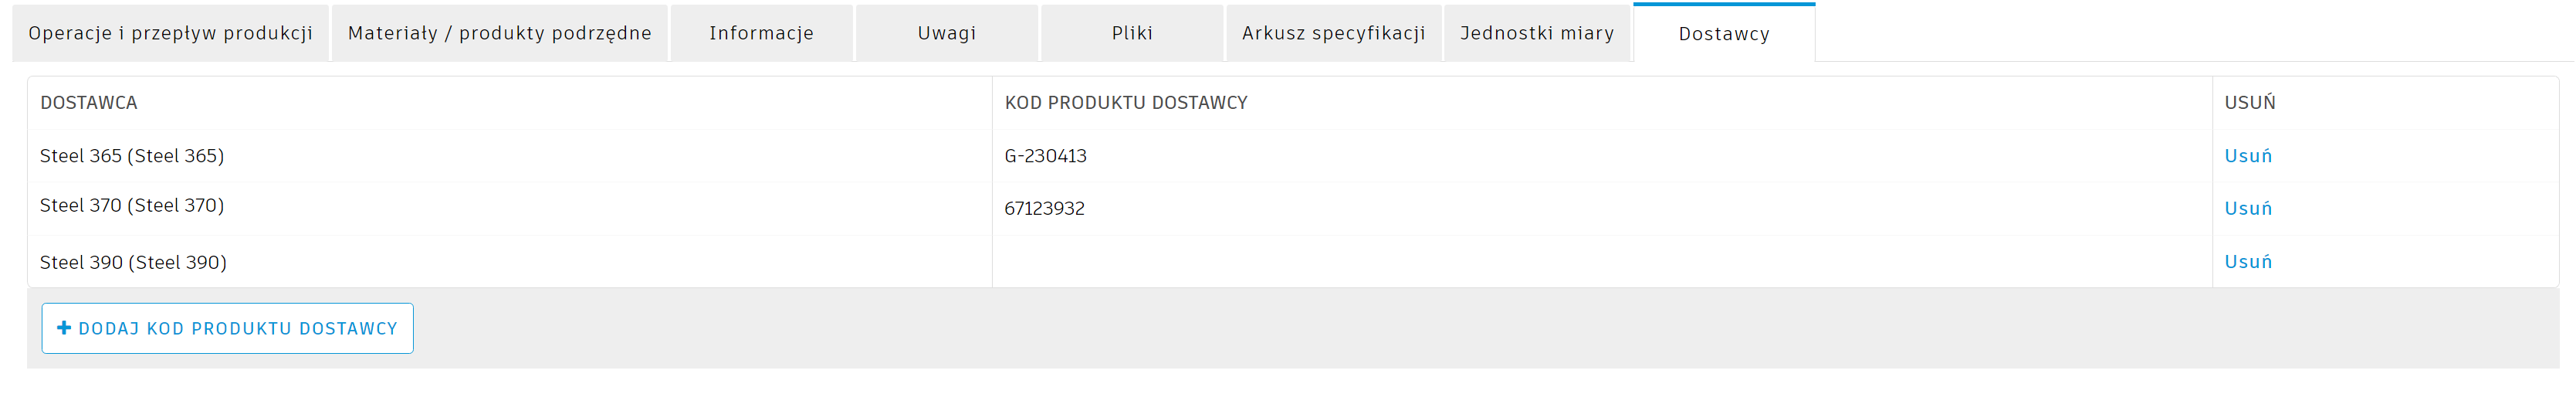 Operacje i przepływ produkcji Materiały / produkty podrzędne Informacje Uwagi Pliki Arkusz specyfikacji Jednostki miary Dostawcy
DOSTAWCA KOD PRODUKTU DOSTAWCY USUŃ
Steel 365 (Steel 365) G-230413 Usuń
Steel 370 (Steel 370) 67123932 Usuń
Steel 390 (Steel 390) Usuń
+ DODAJ KOD PRODUKTU DOSTAWCY